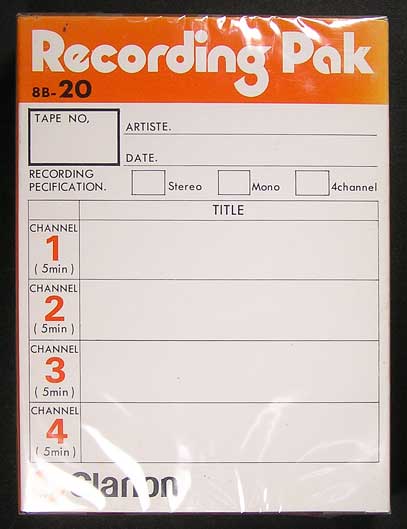 Recording Pak
8B-20
TAPE NO,
ARTISTE.
DATE.
RECORDING
PECIFICATION.
Stereo
Mono
4channel
TITLE
CHANNEL
1
(5min)
CHANNEL
2
(5min)
CHANNEL
3
(5min)
CHANNEL
4
(5min)
Clarion